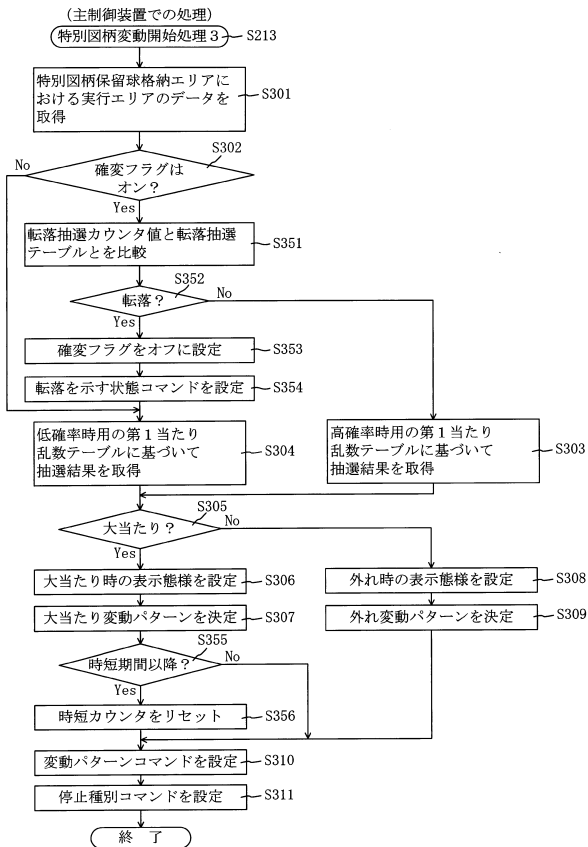 (主制御装置での処理)
特別図柄変動開始処理3
S213
特別図柄保留球格納エリアに
おける実行エリアのデータを
取得
S301
S302
確変フラグは
オン?
No
Yes
転落抽選カウンタ値と転落抽選
テーブルとを比較
S351
S352
転落?
No
Yes
確変フラグをオフに設定
S353
転落を示す状態コマンドを設定
S354
低確率時用の第1当たり
乱数テーブルに基づいて
抽選結果を取得
S304
高確率時用の第1当たり
乱数テーブルに基づいて
抽選結果を取得
S303
S305
大当たり?
No
Yes
大当たり時の表示態様を設定
S306
外れ時の表示態様を設定
S308
大当たり変動パターンを決定
S307
外れ変動パターンを決定
S309
S355
時短期間以降?
No
Yes
時短カウンタをリセット
S356
変動パターンコマンドを設定
S310
停止種別コマンドを設定
S311
終 了